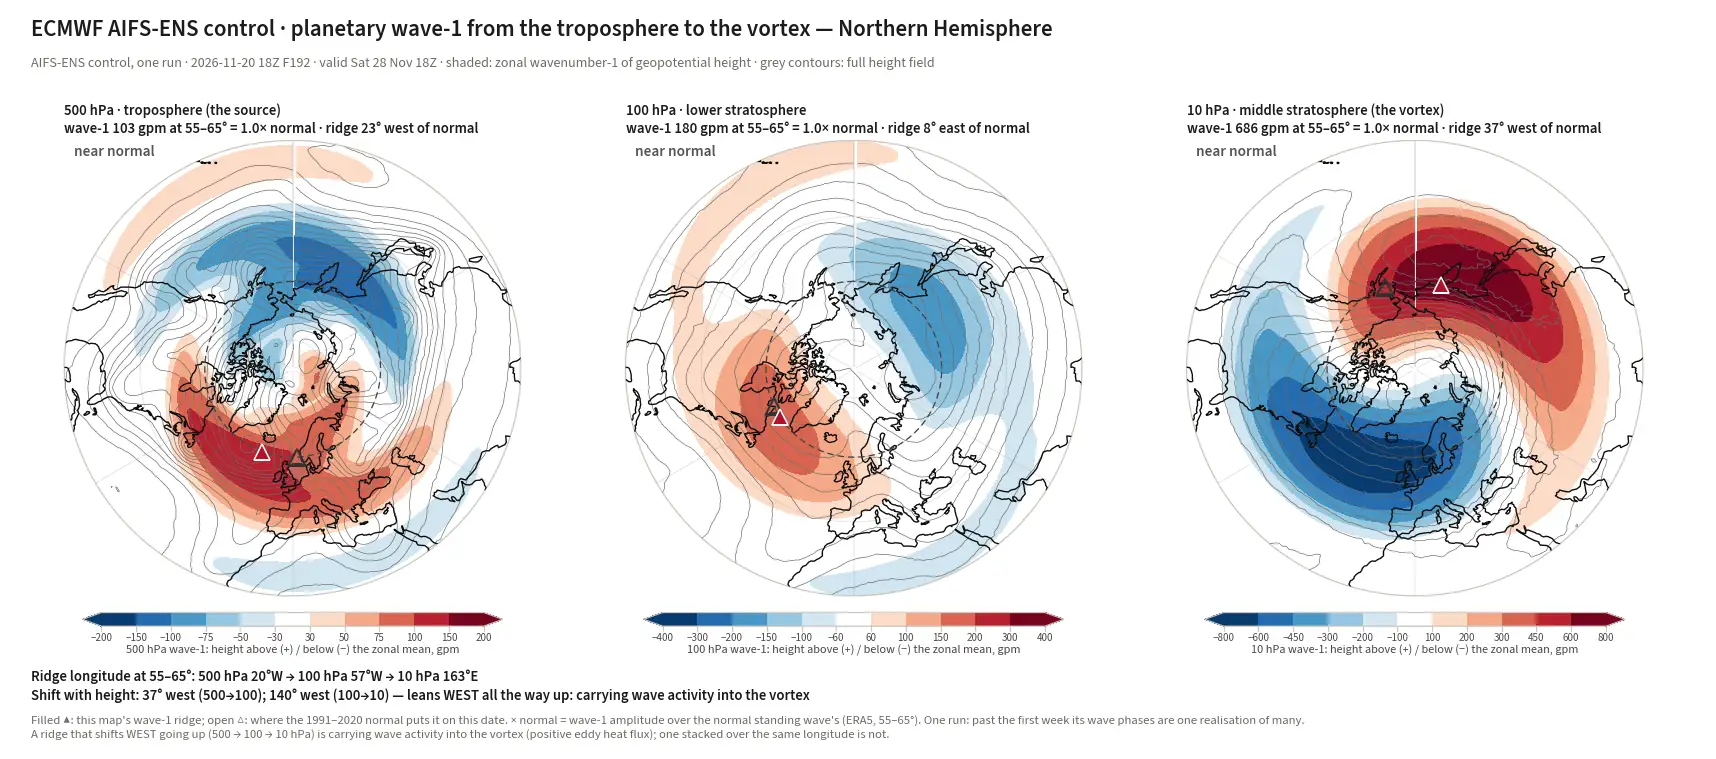 ECMWF AIFS-ENS control · planetary wave-1 from the troposphere to the vortex — Northern Hemisphere
AIFS-ENS control, one run · 2026-11-20 18Z F192 · valid Sat 28 Nov 18Z · shaded: zonal wavenumber-1 of geopotential height · grey contours: full height field
500 hPa · troposphere (the source)
wave-1 103 gpm at 55–65° = 1.0× normal · ridge 23° west of normal
near normal
100 hPa · lower stratosphere
wave-1 180 gpm at 55–65° = 1.0× normal · ridge 8° east of normal
near normal
10 hPa · middle stratosphere (the vortex)
wave-1 686 gpm at 55–65° = 1.0× normal · ridge 37° west of normal
near normal
−200 −150 −100 −75 −50 −30 30 50 75 100 150 200
500 hPa wave-1: height above (+) / below (−) the zonal mean, gpm
−400 −300 −200 −150 −100 −60 60 100 150 200 300 400
100 hPa wave-1: height above (+) / below (−) the zonal mean, gpm
−800 −600 −450 −300 −200 −100 100 200 300 450 600 800
10 hPa wave-1: height above (+) / below (−) the zonal mean, gpm
Ridge longitude at 55–65°: 500 hPa 20°W → 100 hPa 57°W → 10 hPa 163°E
Shift with height: 37° west (500→100); 140° west (100→10) — leans WEST all the way up: carrying wave activity into the vortex
Filled ▲: this map's wave-1 ridge; open △: where the 1991–2020 normal puts it on this date. × normal = wave-1 amplitude over the normal standing wave's (ERA5, 55–65°). One run: past the first week its wave phases are one realisation of many.
A ridge that shifts WEST going up (500 → 100 → 10 hPa) is carrying wave activity into the vortex (positive eddy heat flux); one stacked over the same longitude is not.